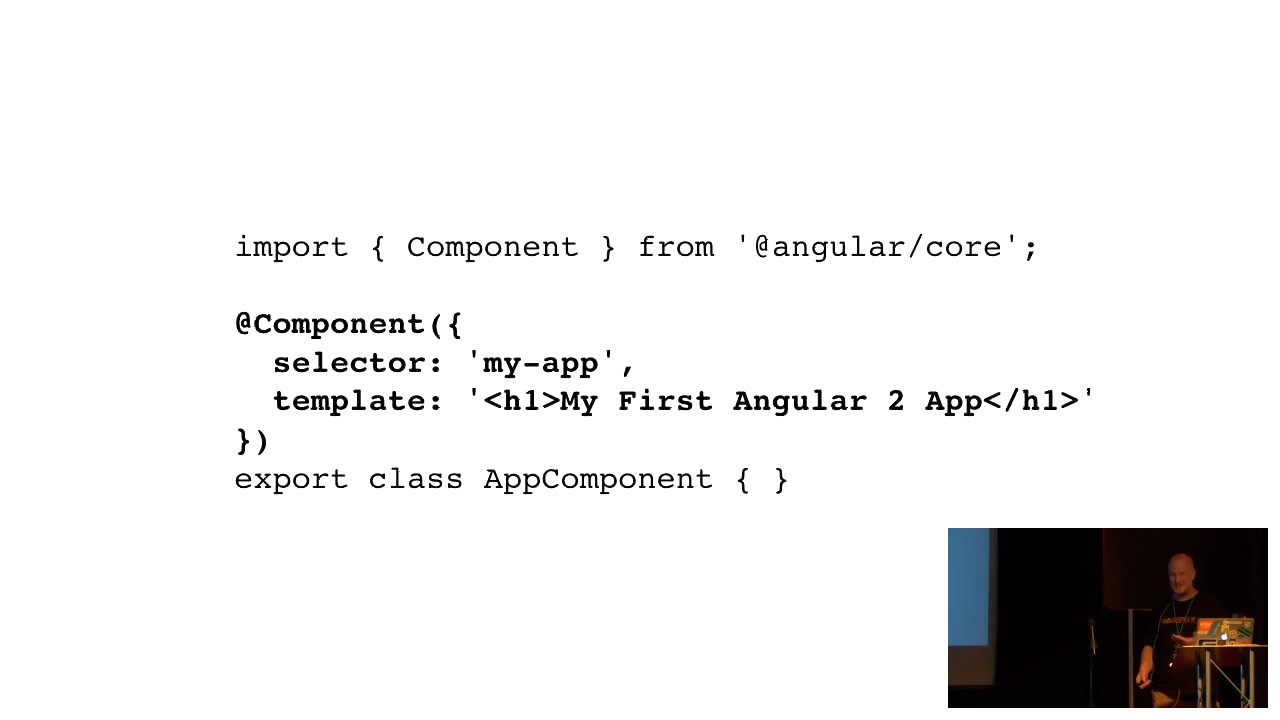 import { Component } from '@angular/core';
@Component({
  selector: 'my-app',
  template: '<h1>My First Angular 2 App</h1>'
})
export class AppComponent { }